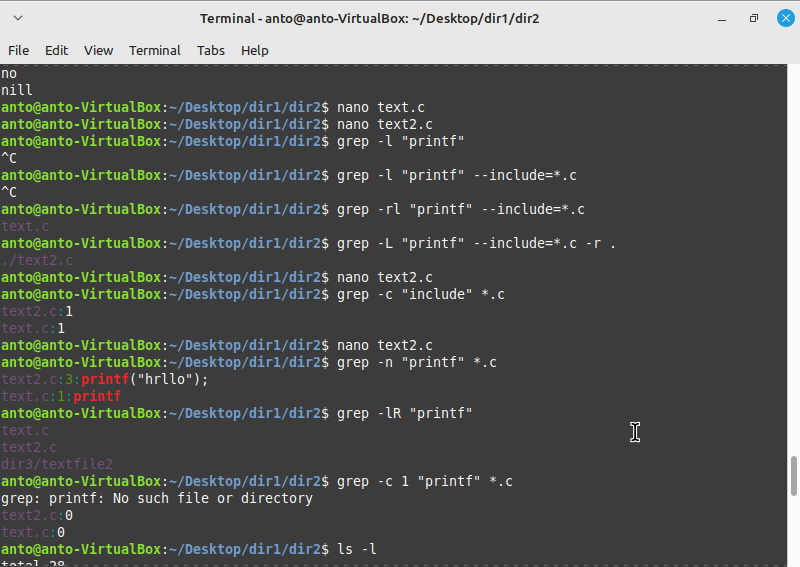 Terminal - anto@anto-VirtualBox: ~/Desktop/dir1/dir2
File Edit View Terminal Tabs Help
no
nill
anto@anto-VirtualBox:~/Desktop/dir1/dir2$ nano text.c
anto@anto-VirtualBox:~/Desktop/dir1/dir2$ nano text2.c
anto@anto-VirtualBox:~/Desktop/dir1/dir2$ grep -l "printf"
^C
anto@anto-VirtualBox:~/Desktop/dir1/dir2$ grep -l "printf" --include=*.c
^C
anto@anto-VirtualBox:~/Desktop/dir1/dir2$ grep -rl "printf" --include=*.c
text.c
anto@anto-VirtualBox:~/Desktop/dir1/dir2$ grep -L "printf" --include=*.c -r .
./text2.c
anto@anto-VirtualBox:~/Desktop/dir1/dir2$ nano text2.c
anto@anto-VirtualBox:~/Desktop/dir1/dir2$ grep -c "include" *.c
text2.c:1
text.c:1
anto@anto-VirtualBox:~/Desktop/dir1/dir2$ nano text2.c
anto@anto-VirtualBox:~/Desktop/dir1/dir2$ grep -n "printf" *.c
text2.c:3:printf("hrllo");
text.c:1:printf
anto@anto-VirtualBox:~/Desktop/dir1/dir2$ grep -lR "printf"
text.c
text2.c
dir3/textfile2
anto@anto-VirtualBox:~/Desktop/dir1/dir2$ grep -c 1 "printf" *.c
grep: printf: No such file or directory
text2.c:0
text.c:0
anto@anto-VirtualBox:~/Desktop/dir1/dir2$ ls -l
total 28